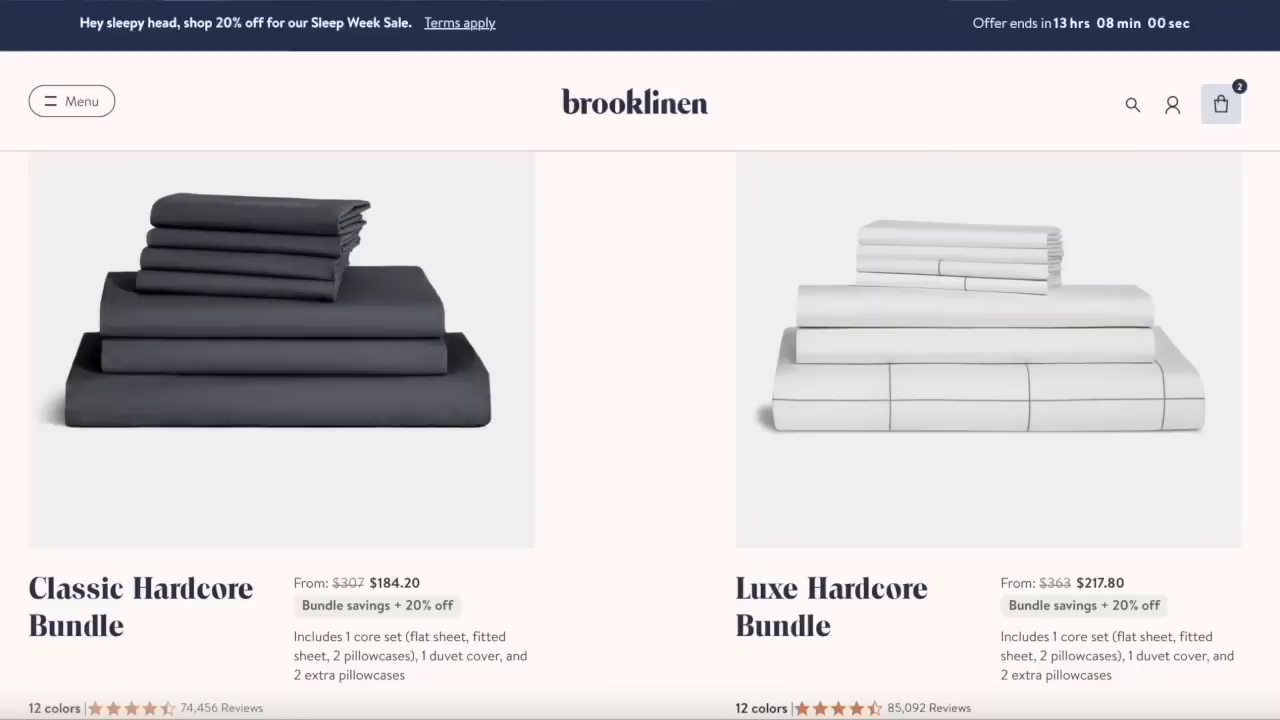 Hey sleepy head, shop 20% off for our Sleep Week Sale. Terms apply
Offer ends in 13 hrs 08 min 00 sec
Menu
brooklinen
2
Classic Hardcore
Bundle
From: $307 $184.20
Bundle savings + 20% off
Includes 1 core set (flat sheet, fitted
sheet, 2 pillowcases), 1 duvet cover, and
2 extra pillowcases
12 colors | 74,456 Reviews
Luxe Hardcore
Bundle
From: $363 $217.80
Bundle savings + 20% off
Includes 1 core set (flat sheet, fitted
sheet, 2 pillowcases), 1 duvet cover, and
2 extra pillowcases
12 colors | 85,092 Reviews